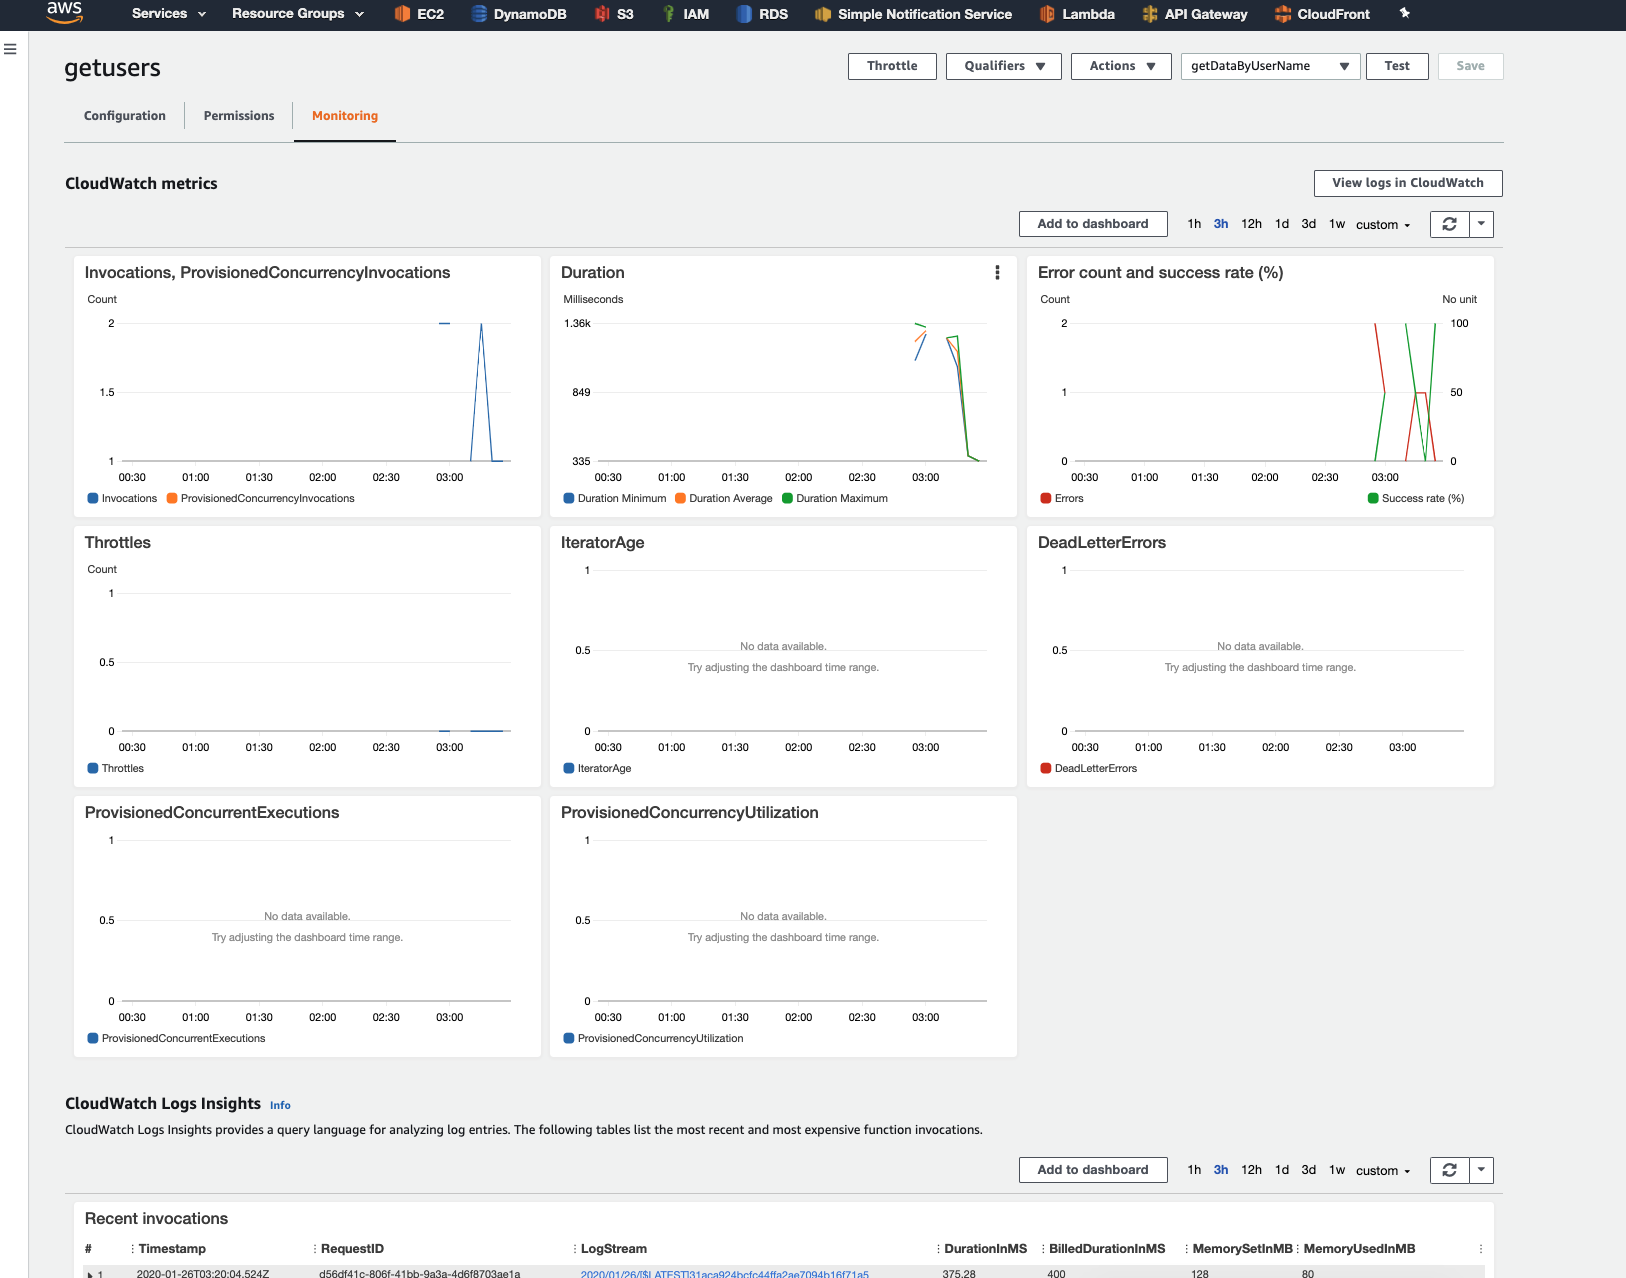 aws Services Resource Groups EC2 DynamoDB S3 IAM RDS Simple Notification Service Lambda API Gateway CloudFront
getusers
Throttle Qualifiers Actions getDataByUserName Test Save
Configuration Permissions Monitoring
CloudWatch metrics
View logs in CloudWatch
Add to dashboard 1h 3h 12h 1d 3d 1w custom
Invocations, ProvisionedConcurrencyInvocations
Count
2
1.5
1
00:30 01:00 01:30 02:00 02:30 03:00
Invocations ProvisionedConcurrencyInvocations
Duration
Milliseconds
1.36k
849
335
00:30 01:00 01:30 02:00 02:30 03:00
Duration Minimum Duration Average Duration Maximum
Error count and success rate (%)
Count No unit
2 100
1 50
0 0
00:30 01:00 01:30 02:00 02:30 03:00
Errors Success rate (%)
Throttles
Count
1
0.5
0
00:30 01:00 01:30 02:00 02:30 03:00
Throttles
IteratorAge
1
No data available.
0.5
Try adjusting the dashboard time range.
0
00:30 01:00 01:30 02:00 02:30 03:00
IteratorAge
DeadLetterErrors
1
No data available.
0.5
Try adjusting the dashboard time range.
0
00:30 01:00 01:30 02:00 02:30 03:00
DeadLetterErrors
ProvisionedConcurrentExecutions
1
No data available.
0.5
Try adjusting the dashboard time range.
0
00:30 01:00 01:30 02:00 02:30 03:00
ProvisionedConcurrentExecutions
ProvisionedConcurrencyUtilization
1
No data available.
0.5
Try adjusting the dashboard time range.
0
00:30 01:00 01:30 02:00 02:30 03:00
ProvisionedConcurrencyUtilization
CloudWatch Logs Insights Info
CloudWatch Logs Insights provides a query language for analyzing log entries. The following tables list the most recent and most expensive function invocations.
Add to dashboard 1h 3h 12h 1d 3d 1w custom
Recent invocations
# Timestamp RequestID LogStream DurationInMS BilledDurationInMS MemorySetInMB MemoryUsedInMB
1 2020-01-26T03:20:04.524Z d56df41c-806f-41bb-9a3a-4d6f8703ae1a 2020/01/26/[$LATEST]31aca924bcfc44ffa2ae7094b16f71a5 375.28 400 128 80